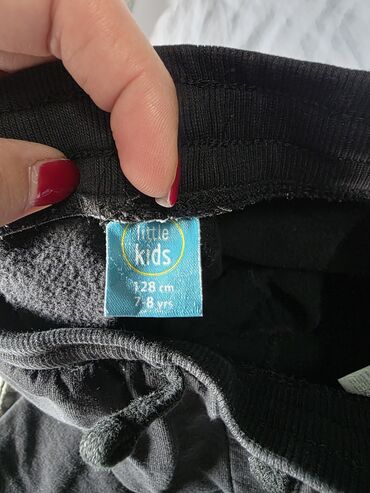 little
kids
128 cm
7-8 yrs